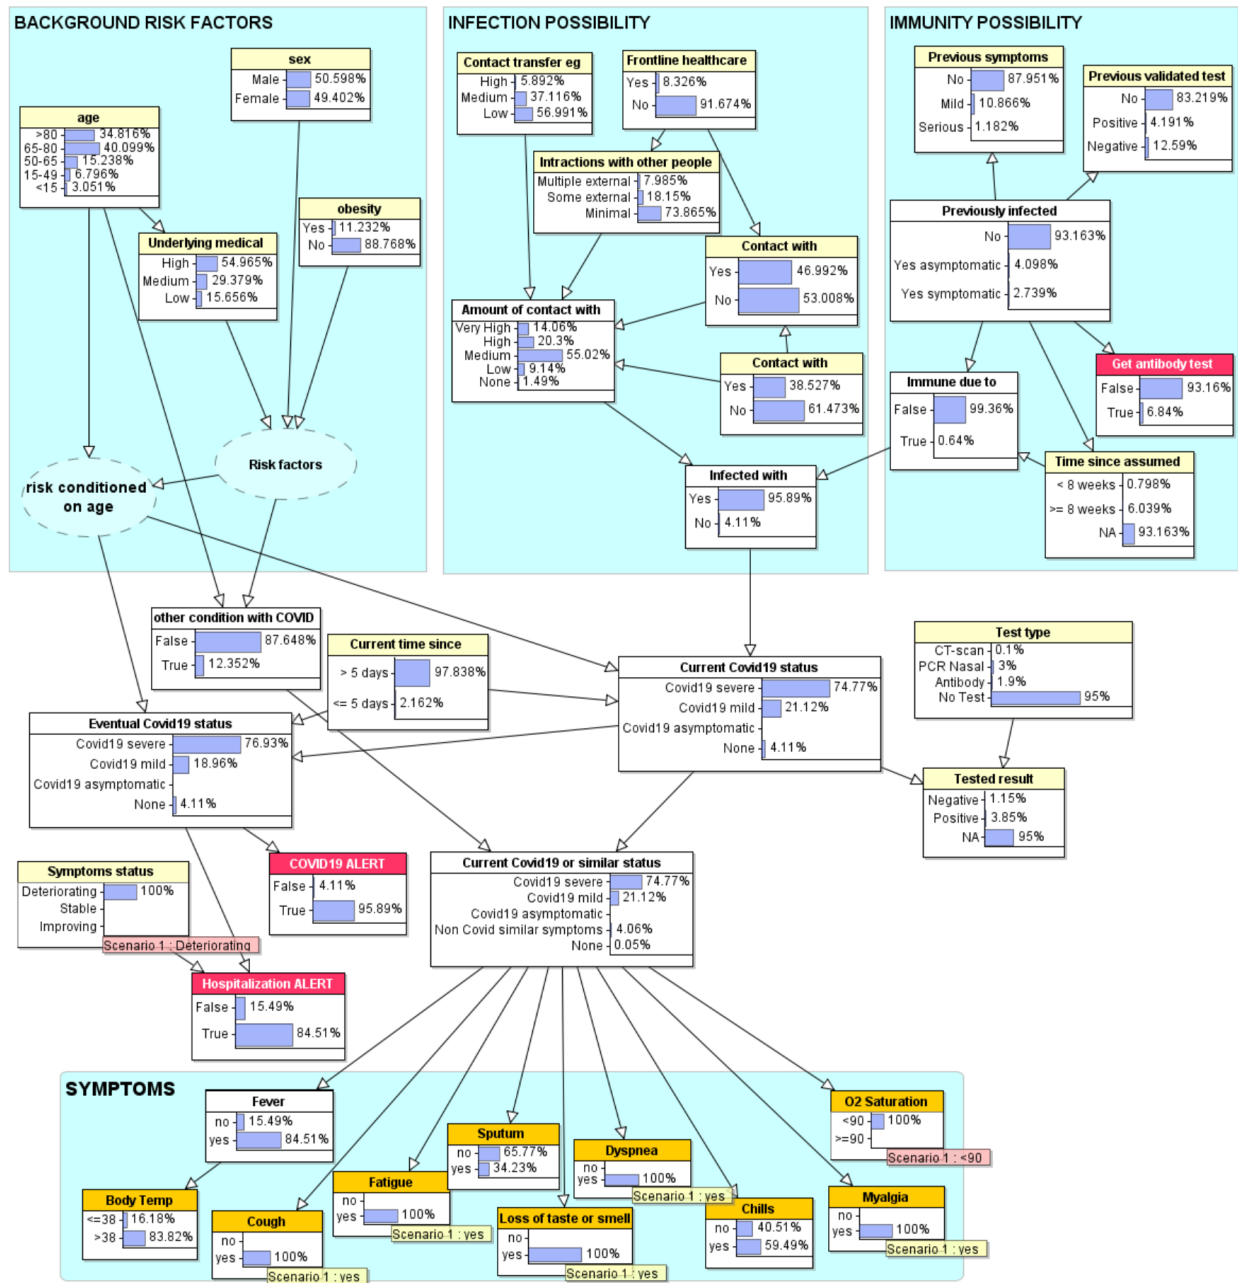 BACKGROUND RISK FACTORS
sex
Male 50.598%
Female 49.402%
age
>80 34.816%
65-80 40.099%
50-65 15.238%
15-49 6.796%
<15 3.051%
obesity
Yes 11.232%
No 88.768%
Underlying medical
High 54.965%
Medium 29.379%
Low 15.656%
Risk factors
risk conditioned
on age
INFECTION POSSIBILITY
Contact transfer eg
High 5.892%
Medium 37.116%
Low 56.991%
Frontline healthcare
Yes 8.326%
No 91.674%
Intractions with other people
Multiple external 7.985%
Some external 18.15%
Minimal 73.865%
Contact with
Yes 46.992%
No 53.008%
Amount of contact with
Very High 14.06%
High 20.3%
Medium 55.02%
Low 9.14%
None 1.49%
Contact with
Yes 38.527%
No 61.473%
Infected with
Yes 95.89%
No 4.11%
IMMUNITY POSSIBILITY
Previous symptoms
No 87.951%
Mild 10.866%
Serious 1.182%
Previous validated test
No 83.219%
Positive 4.191%
Negative 12.59%
Previously infected
No 93.163%
Yes asymptomatic 4.098%
Yes symptomatic 2.739%
Get antibody test
False 93.16%
True 6.84%
Immune due to
False 99.36%
True 0.64%
Time since assumed
< 8 weeks 0.798%
>= 8 weeks 6.039%
NA 93.163%
other condition with COVID
False 87.648%
True 12.352%
Current time since
> 5 days 97.838%
<= 5 days 2.162%
Current Covid19 status
Covid19 severe 74.77%
Covid19 mild 21.12%
Covid19 asymptomatic
None 4.11%
Test type
CT-scan 0.1%
PCR Nasal 3%
Antibody 1.9%
No Test 95%
Eventual Covid19 status
Covid19 severe 76.93%
Covid19 mild 18.96%
Covid19 asymptomatic
None 4.11%
Tested result
Negative 1.15%
Positive 3.85%
NA 95%
Symptoms status
Deteriorating 100%
Stable
Improving
Scenario 1 : Deteriorating
COVID19 ALERT
False 4.11%
True 95.89%
Current Covid19 or similar status
Covid19 severe 74.77%
Covid19 mild 21.12%
Covid19 asymptomatic
Non Covid similar symptoms 4.06%
None 0.05%
Hospitalization ALERT
False 15.49%
True 84.51%
SYMPTOMS
Fever
no 15.49%
yes 84.51%
Body Temp
<=38 16.18%
>38 83.82%
Cough
no
yes 100%
Scenario 1 : yes
Fatigue
no
yes 100%
Scenario 1 : yes
Sputum
no 65.77%
yes 34.23%
Loss of taste or smell
no
yes 100%
Scenario 1 : yes
Dyspnea
no
yes 100%
Scenario 1 : yes
Chills
no 40.51%
yes 59.49%
O2 Saturation
<90 100%
>=90
Scenario 1 : <90
Myalgia
no
yes 100%
Scenario 1 : yes